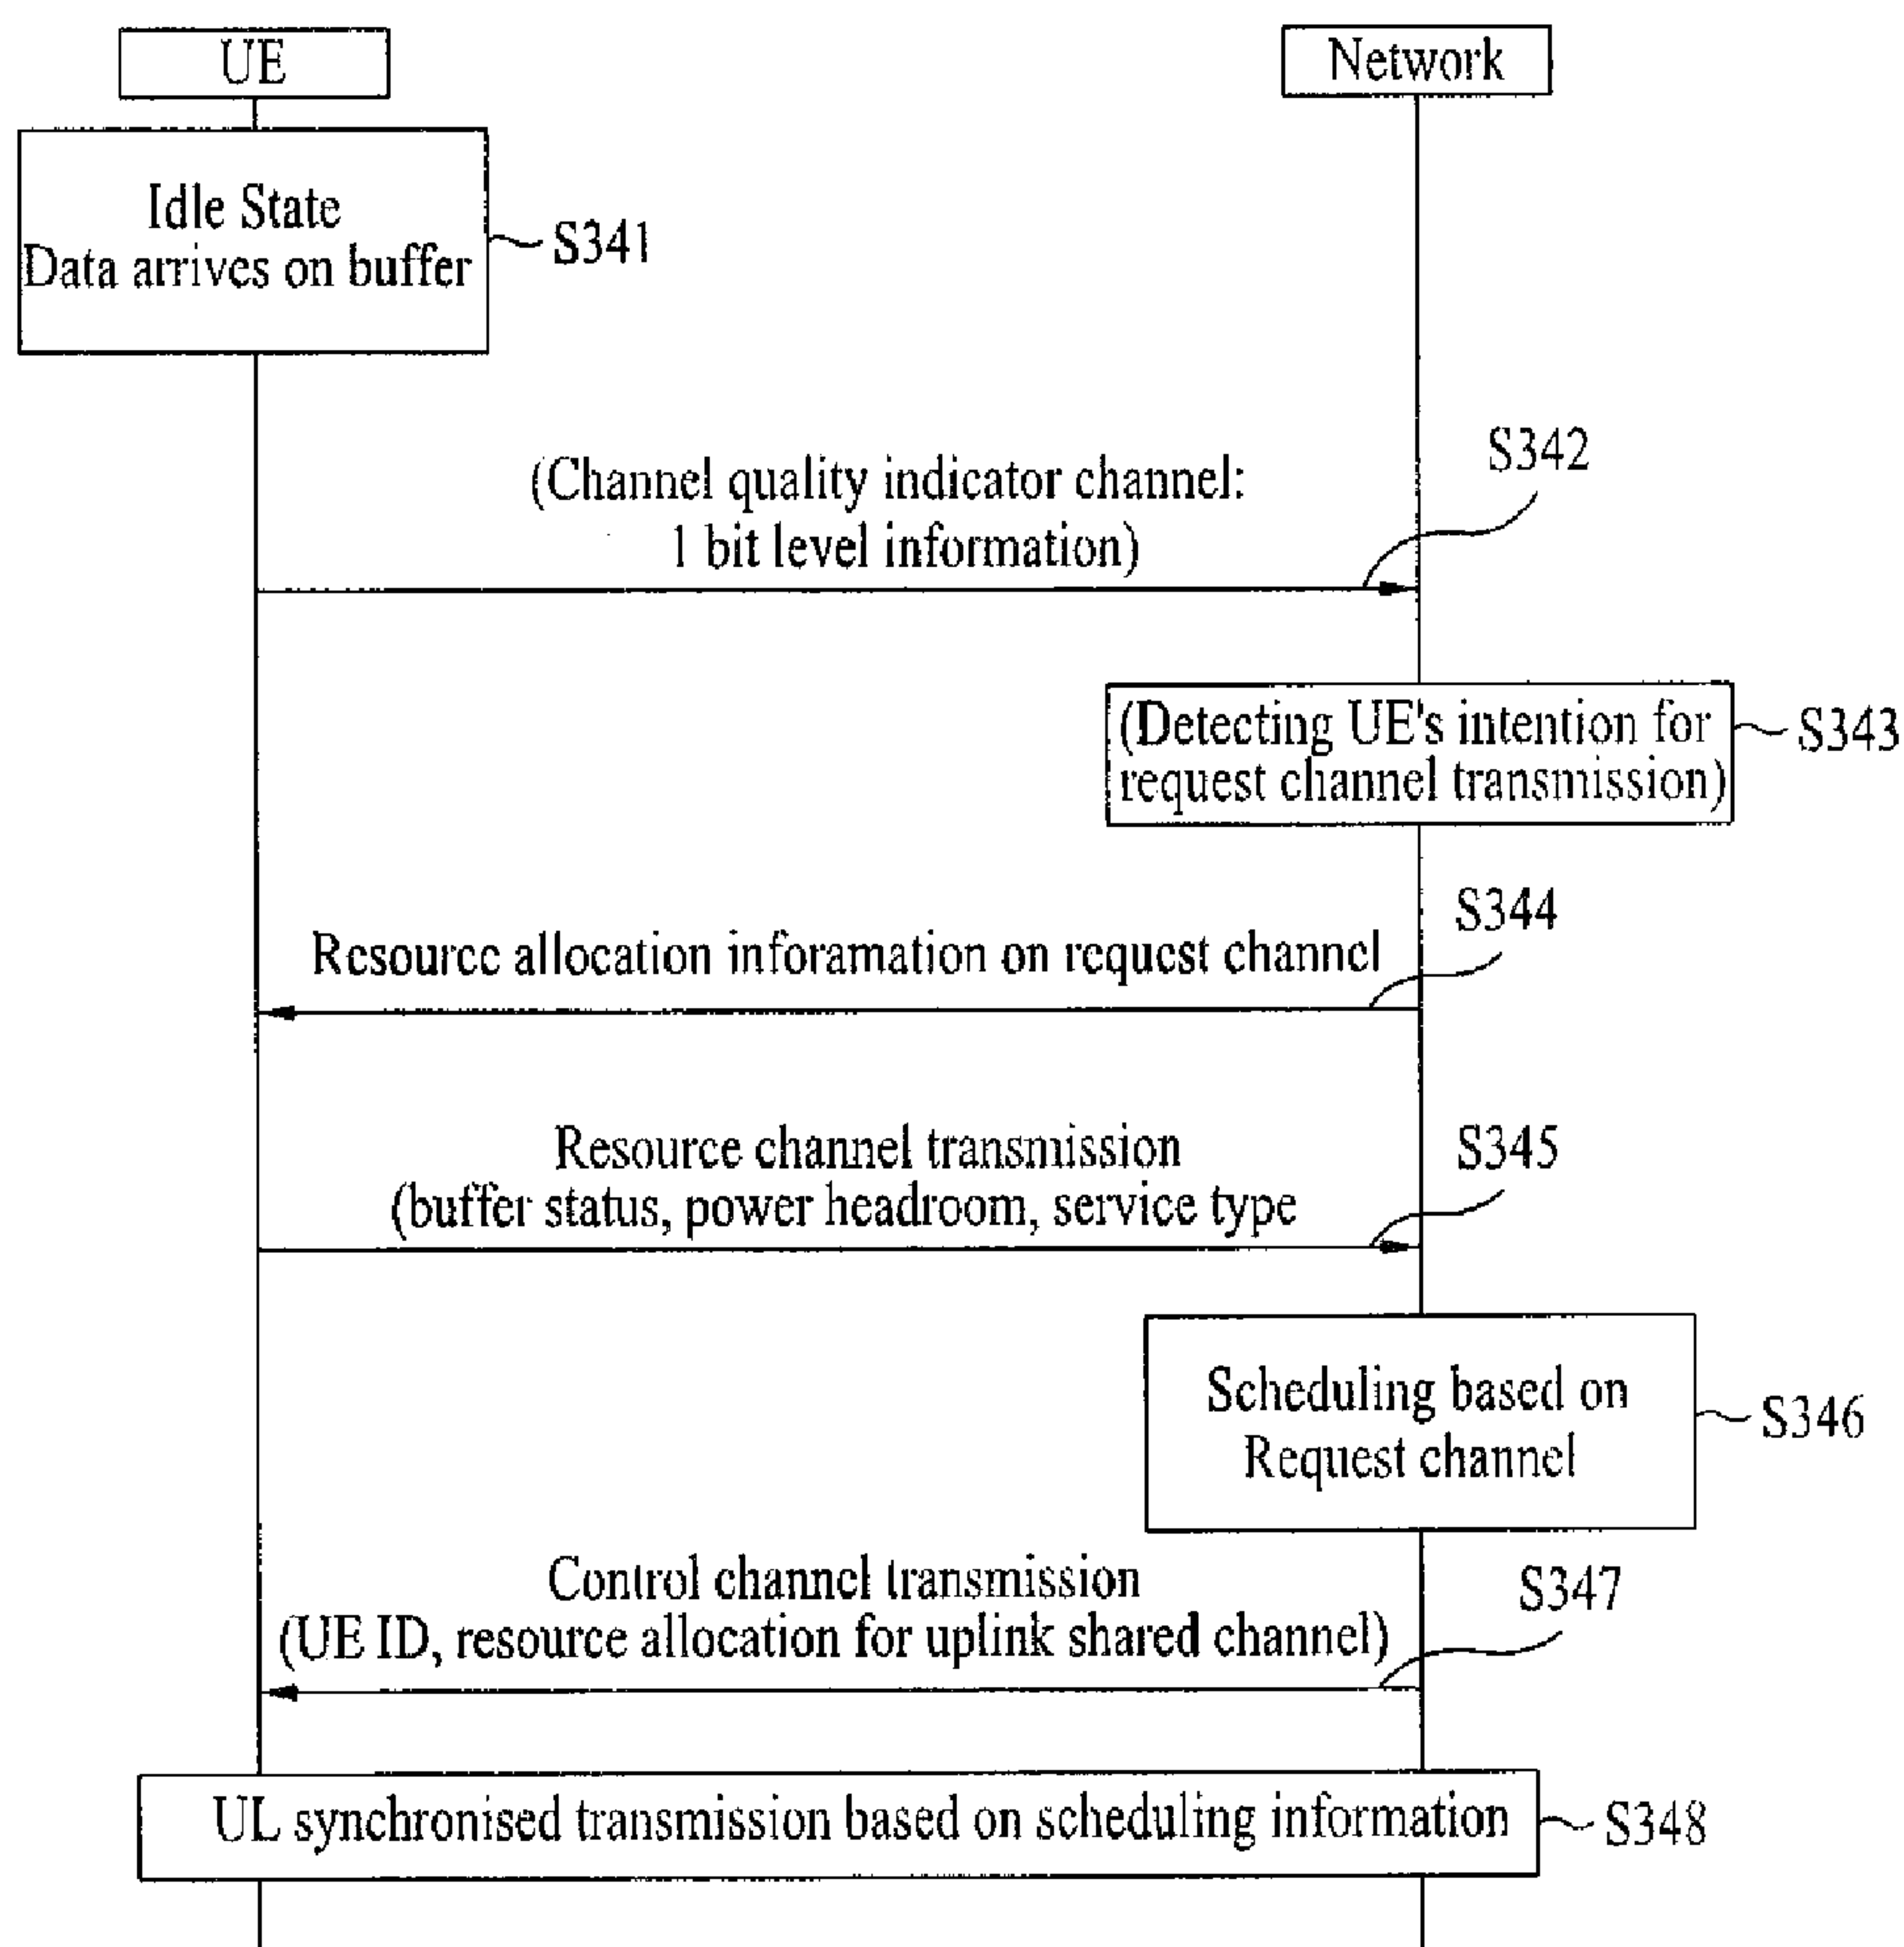 UE
Network
Idle State
Data arrives on buffer
S341
S342
(Channel quality indicator channel:
1 bit level information)
(Detecting UE's intention for
request channel transmission)
S343
S344
Resource allocation inforamation on request channel
Resource channel transmission
S345
(buffer status, power headroom, service type
Scheduling based on
Request channel
S346
Control channel transmission
S347
(UE ID, resource allocation for uplink shared channel)
UL synchronised transmission based on scheduling information
S348